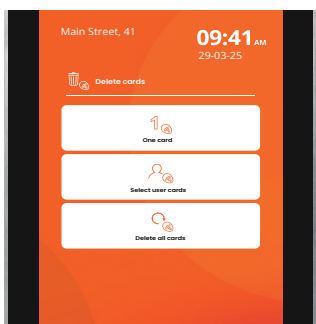 Main Street, 41
09:41 AM
29-03-25
Delete cards
1
One card
Select user cards
Delete all cards